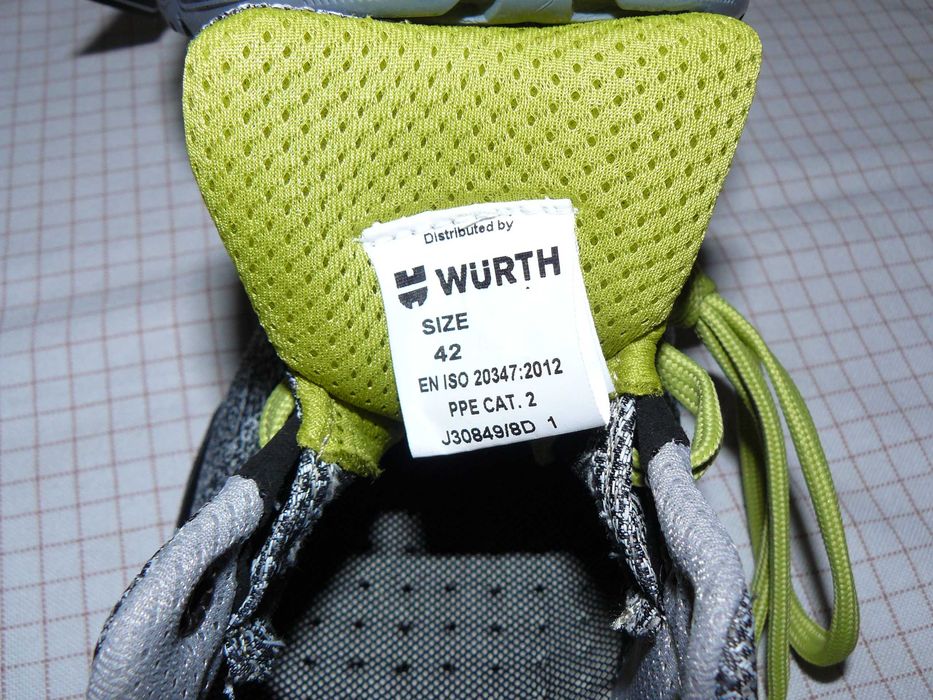 Distributed by
WÜRTH
SIZE
42
EN ISO 20347:2012
PPE CAT. 2
J30849/8D 1